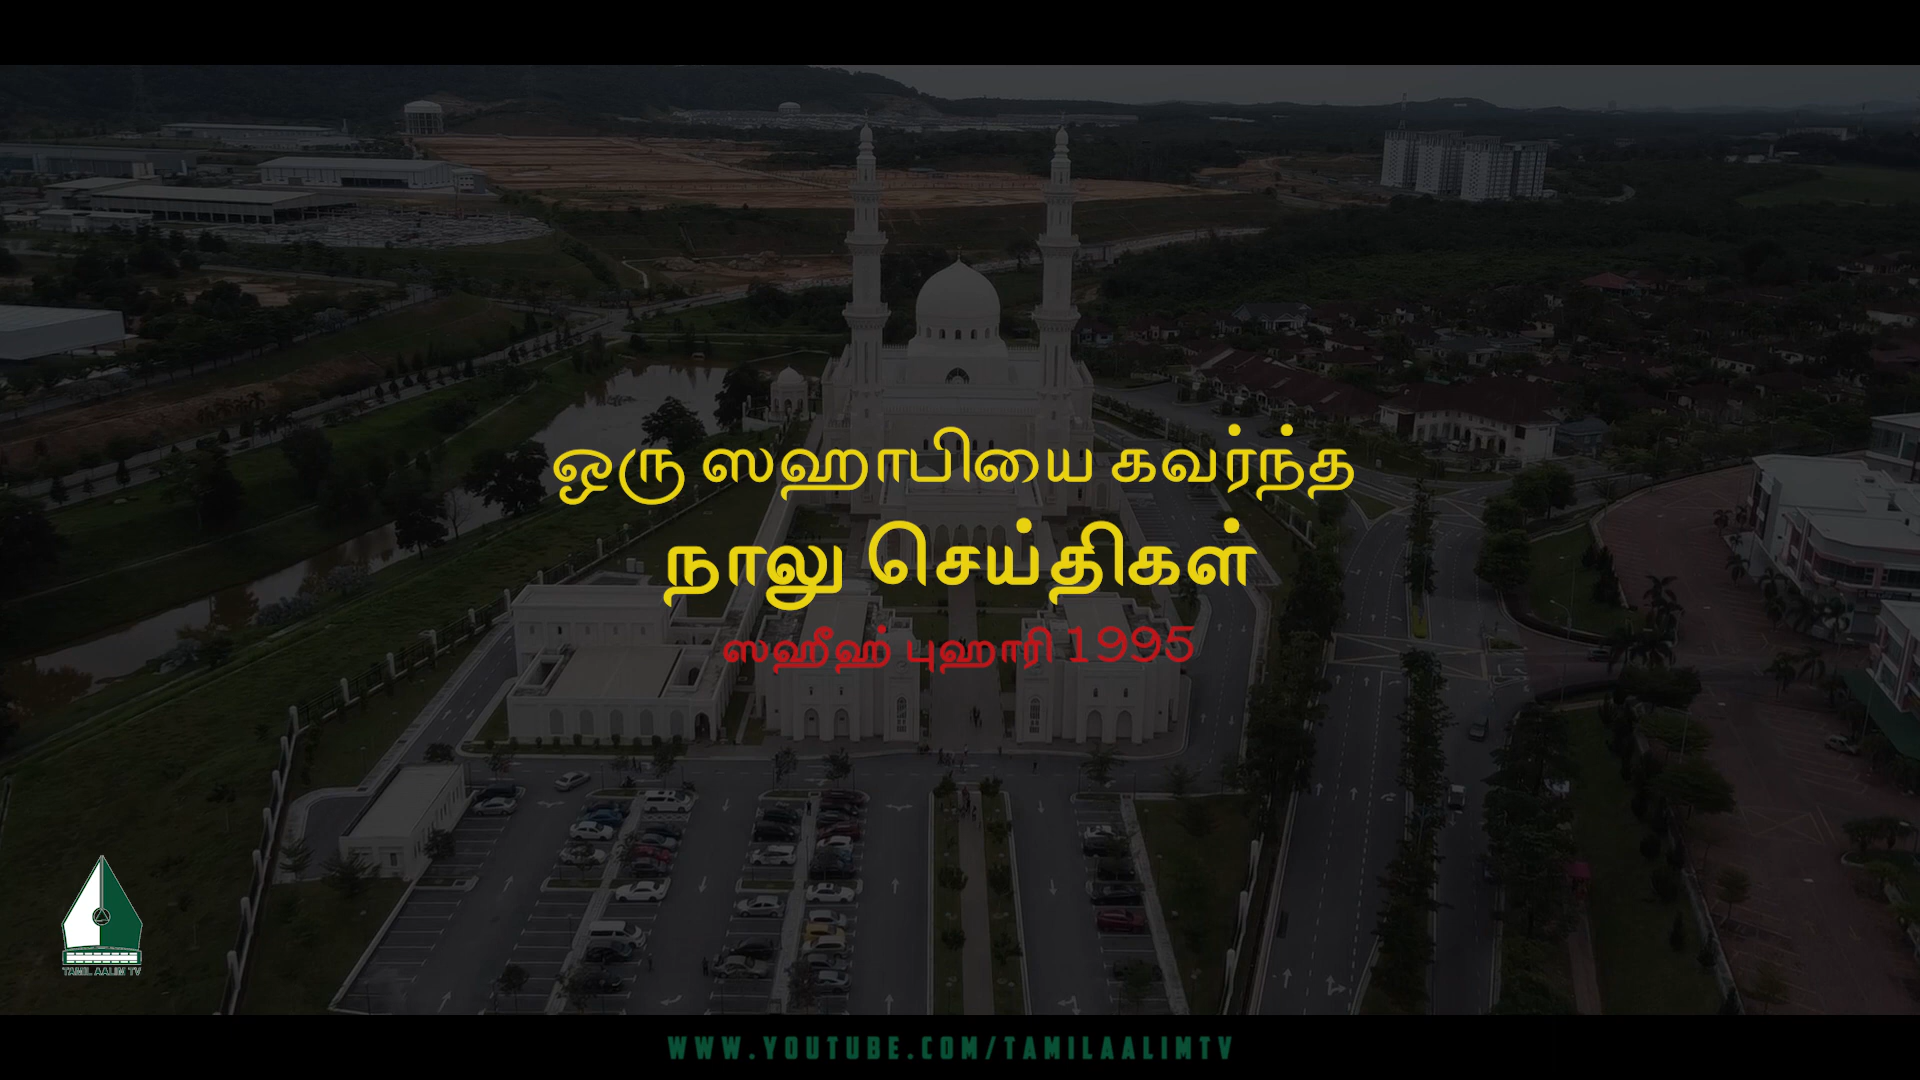 ஒரு ஸஹாபியை கவர்ந்த
நாலு செய்திகள்
ஸஹீஹ் புஹாரி 1995
TAMIL AALIM TV
WWW.YOUTUBE.COM/TAMILAALIMTV